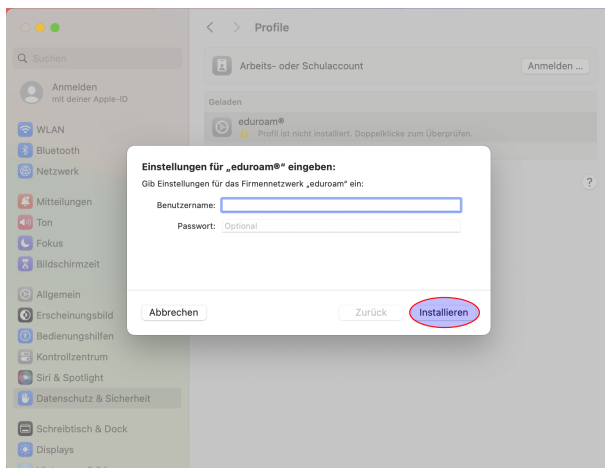 Profile
Suchen
Anmelden
mit deiner Apple-ID
WLAN
Bluetooth
Netzwerk
Mitteilungen
Ton
Fokus
Bildschirmzeit
Allgemein
Erscheinungsbild
Bedienungshilfen
Kontrollzentrum
Siri & Spotlight
Datenschutz & Sicherheit
Schreibtisch & Dock
Displays
Arbeits- oder Schulaccount
Anmelden ...
Geladen
eduroam®
Profil ist nicht installiert. Doppelklicke zum Überprüfen.
?
Einstellungen für „eduroam®“ eingeben:
Gib Einstellungen für das Firmennetzwerk „eduroam“ ein:
Benutzername:
Passwort: Optional
Abbrechen
Zurück
Installieren